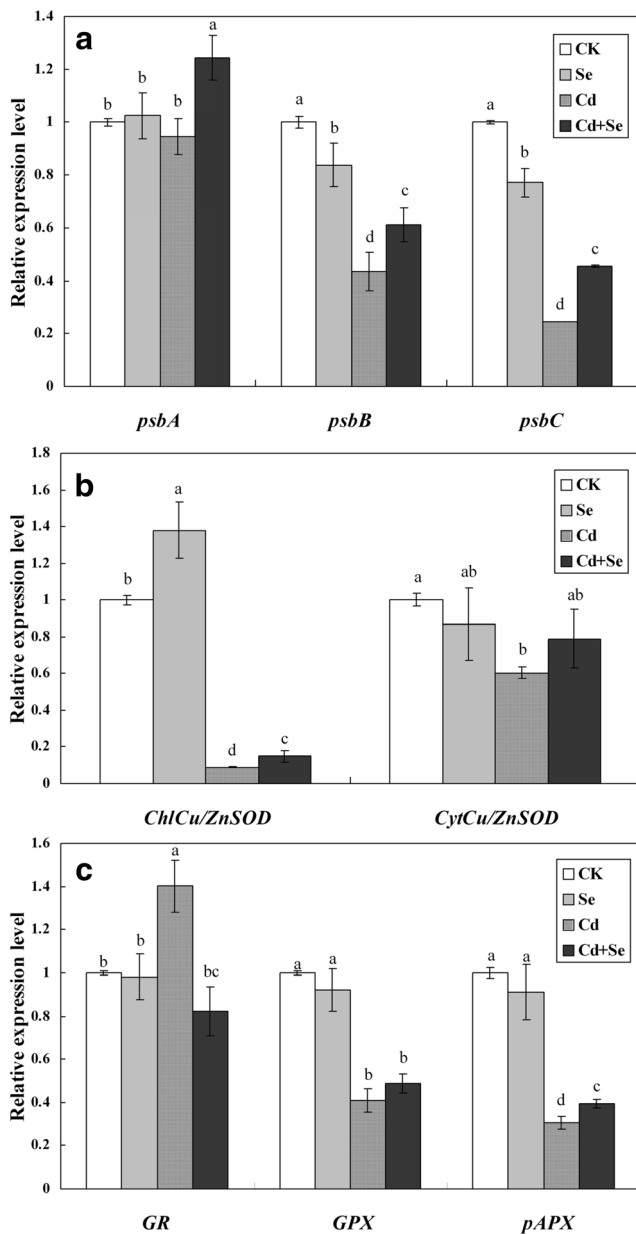 a
Relative expression level
1.4
1.2
1
0.8
0.6
0.4
0.2
0
CK
Se
Cd
Cd+Se
b b b a
a b d c
a b d c
psbA psbB psbC
b
Relative expression level
1.8
1.6
1.4
1.2
1
0.8
0.6
0.4
0.2
0
CK
Se
Cd
Cd+Se
b a d c
a ab b ab
ChlCu/ZnSOD CytCu/ZnSOD
c
Relative expression level
1.6
1.4
1.2
1
0.8
0.6
0.4
0.2
0
CK
Se
Cd
Cd+Se
b b a bc
a a b b
a a d c
GR GPX pAPX